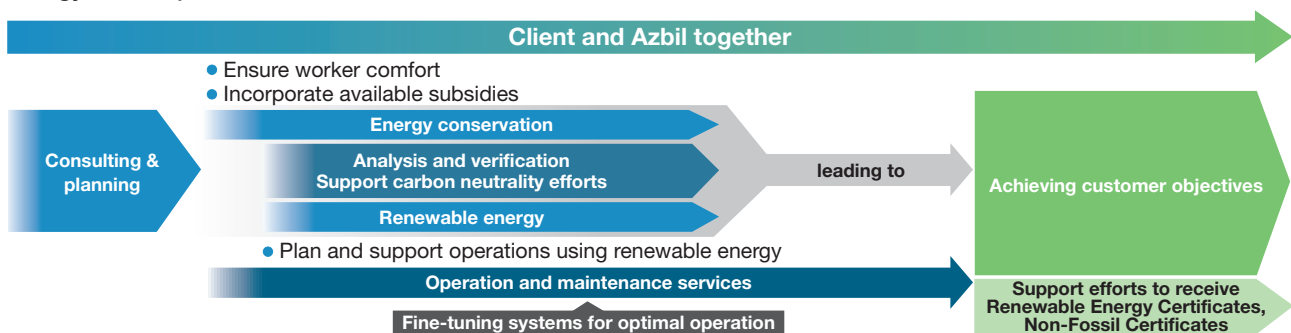 Client and Azbil together
• Ensure worker comfort
• Incorporate available subsidies
Energy conservation
Consulting &
planning
Analysis and verification
Support carbon neutrality efforts
leading to
Achieving customer objectives
Renewable energy
• Plan and support operations using renewable energy
Operation and maintenance services
Fine-tuning systems for optimal operation
Support efforts to receive
Renewable Energy Certificates,
Non-Fossil Certificates